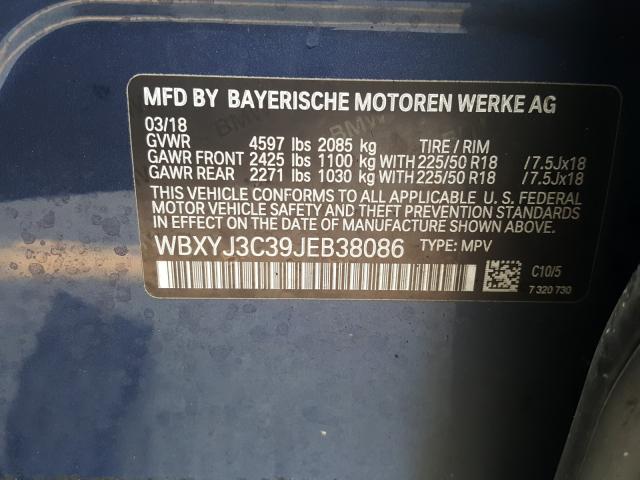 MFD BY BAYERISCHE MOTOREN WERKE AG
03/18
GVWR 4597 lbs 2085 kg TIRE / RIM
GAWR FRONT 2425 lbs 1100 kg WITH 225/50 R18 /7.5Jx18
GAWR REAR 2271 lbs 1030 kg WITH 225/50 R18 /7.5Jx18
THIS VEHICLE CONFORMS TO ALL APPLICABLE U. S. FEDERAL
MOTOR VEHICLE SAFETY AND THEFT PREVENTION STANDARDS
IN EFFECT ON THE DATE OF MANUFACTURE SHOWN ABOVE.
WBXYJ3C39JEB38086 TYPE: MPV
C10/5
7 320 730